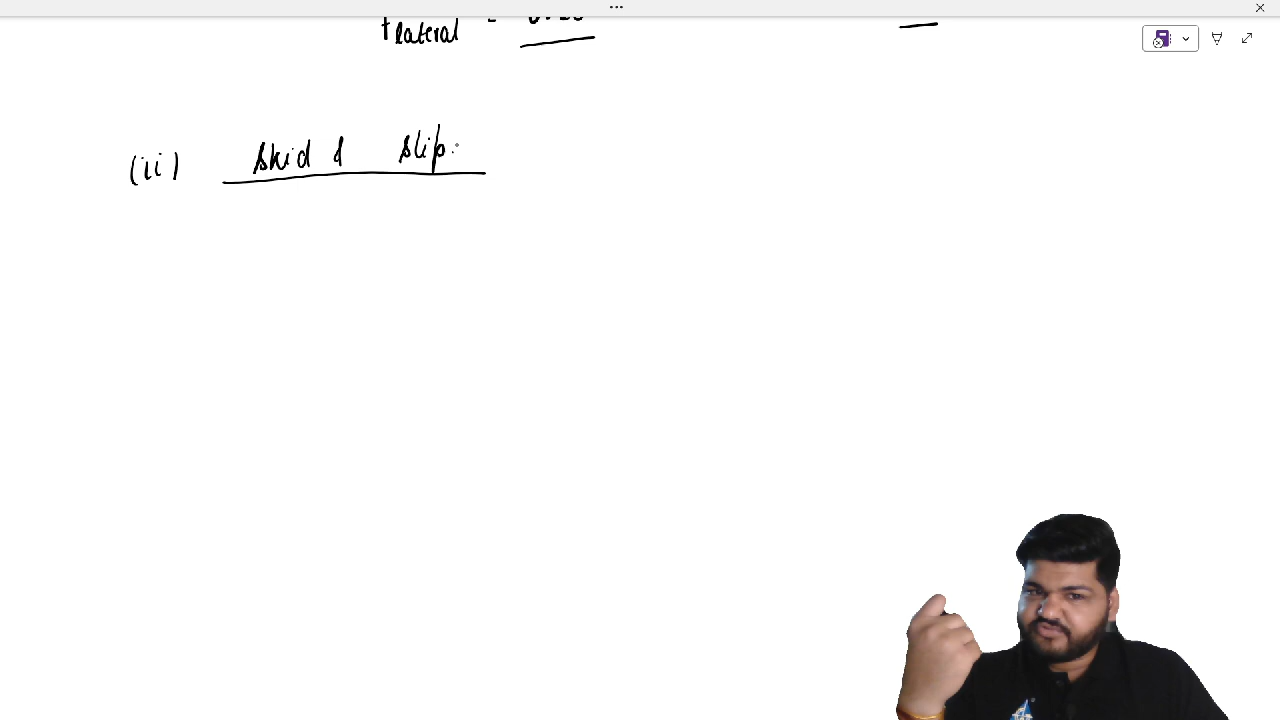 f lateral =
(ii) Skid & Slip.